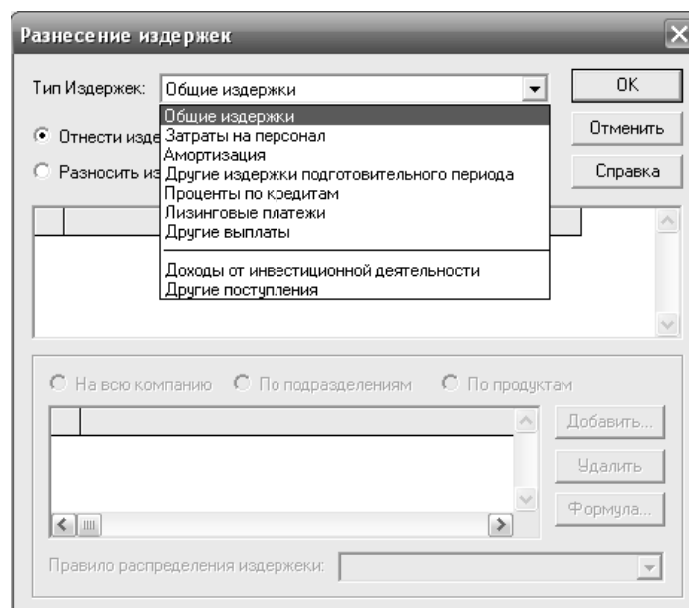 Разнесение издержек
Тип Издержек: Общие издержки
ОК
Общие издержки
Затраты на персонал
Амортизация
Другие издержки подготовительного периода
Проценты по кредитам
Лизинговые платежи
Другие выплаты
Доходы от инвестиционной деятельности
Другие поступления
Отнести изде
Отменить
Разносить из
Справка
На всю компанию По подразделениям По продуктам
Добавить...
Удалить
Формула...
Правило распределения издержеки: